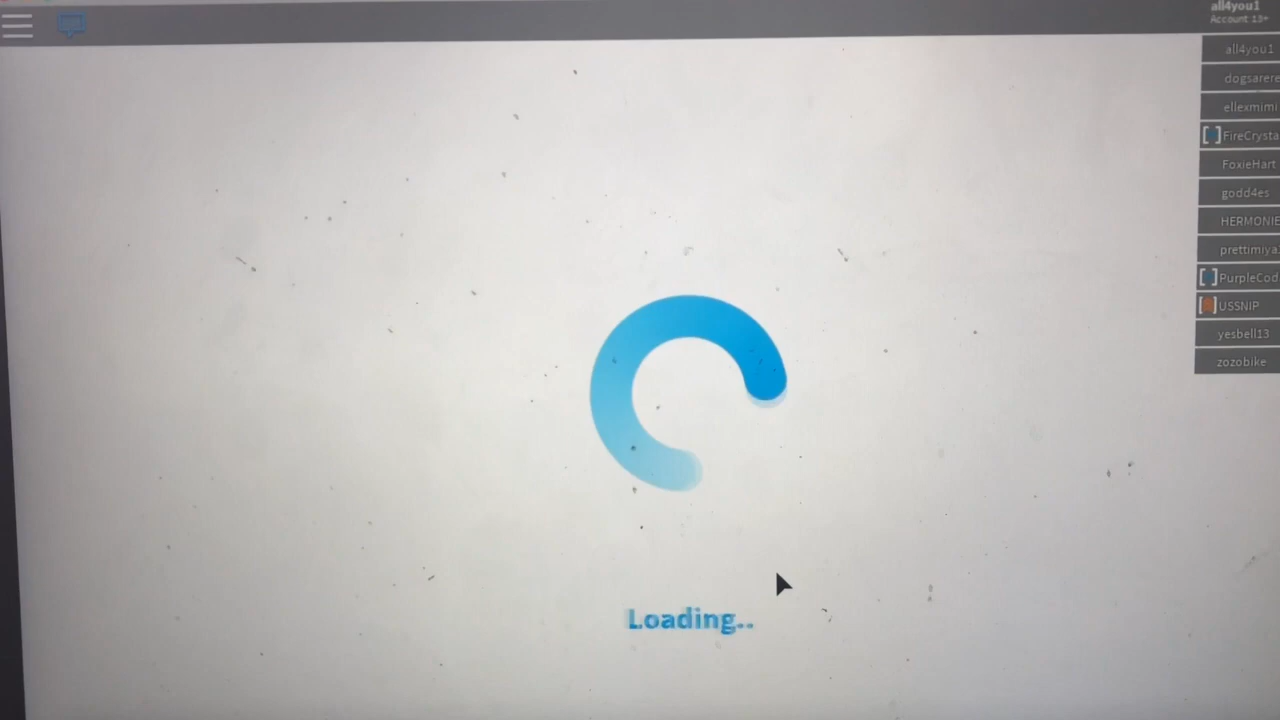 all4you1
Account 13+
all4you1
dogsarere
ellexmimi
FireCrysta
FoxieHart
godd4es
HERMONIE
prettimiya
PurpleCod
USSNIP
yesbell13
zozobike
Loading..